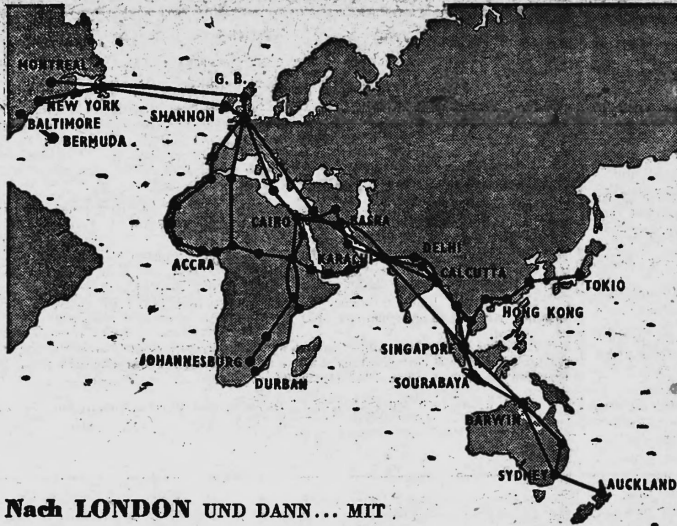 MONTREAL
G. B.
NEW YORK
SHANNON
BALTIMORE
BERMUDA
CAIRO
BASRA
DELHI
KARACHI
ACCRA
CALCUTTA
TOKIO
HONG KONG
SINGAPORE
JOHANNESBURG
SOURABAYA
DURBAN
DARWIN
SYDNEY
AUCKLAND
Nach LONDON UND DANN... MIT